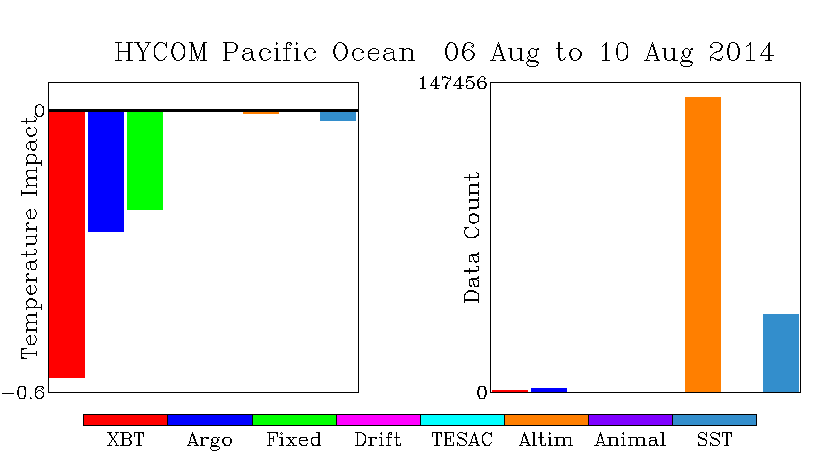 HYCOM Pacific Ocean 06 Aug to 10 Aug 2014
0
Temperature Impact
−0.6
147456
Data Count
0
XBT Argo Fixed Drift TESAC Altim Animal SST